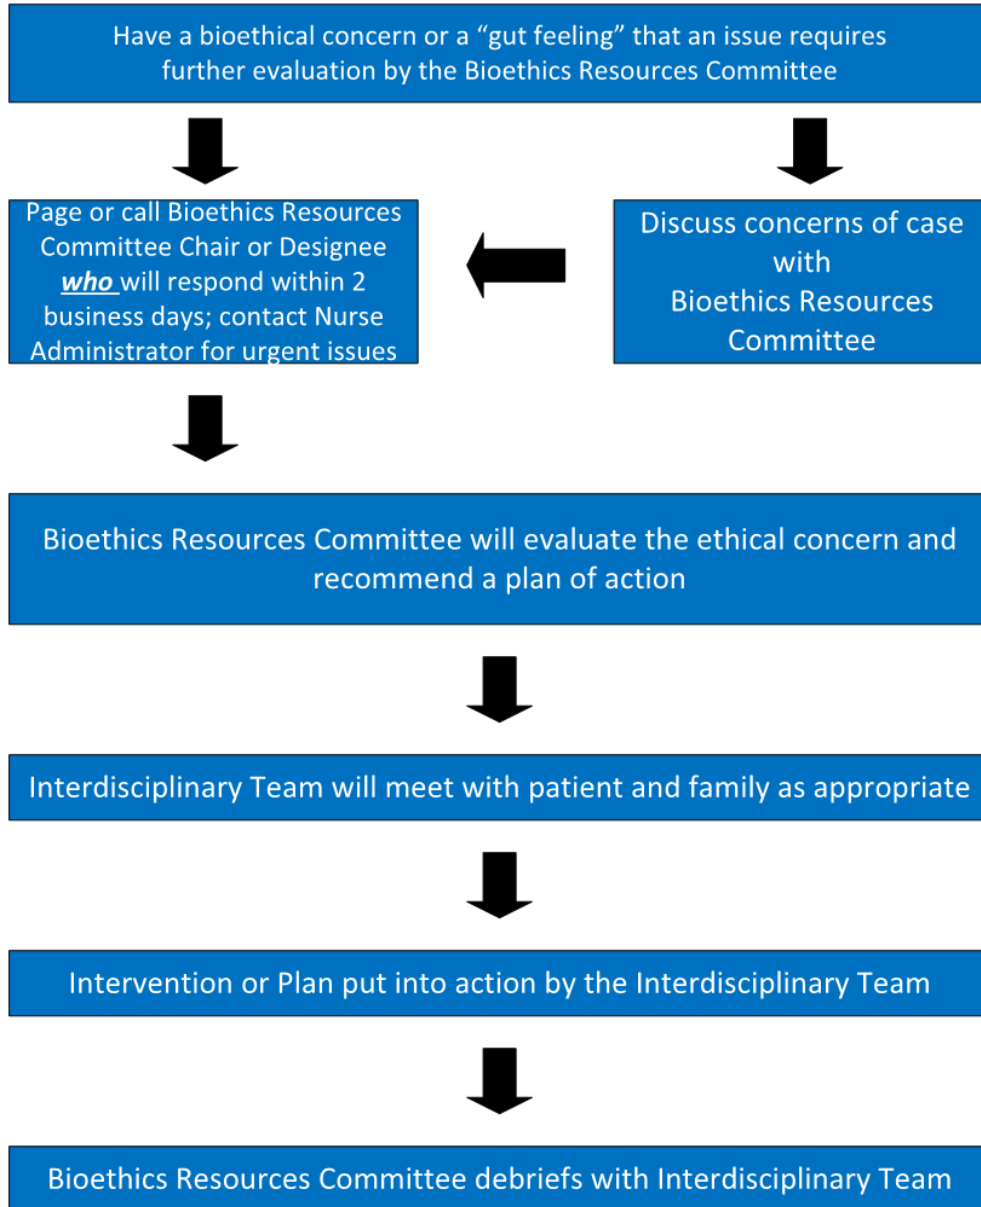 Have a bioethical concern or a “gut feeling” that an issue requires
further evaluation by the Bioethics Resources Committee
Page or call Bioethics Resources
Committee Chair or Designee
who will respond within 2
business days; contact Nurse
Administrator for urgent issues
Discuss concerns of case
with
Bioethics Resources
Committee
Bioethics Resources Committee will evaluate the ethical concern and
recommend a plan of action
Interdisciplinary Team will meet with patient and family as appropriate
Intervention or Plan put into action by the Interdisciplinary Team
Bioethics Resources Committee debriefs with Interdisciplinary Team